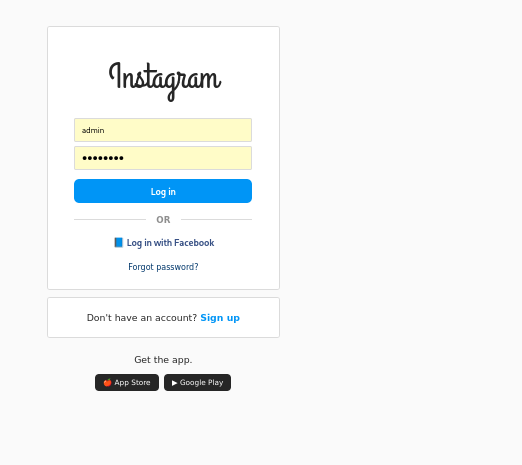 Instagram
admin
●●●●●●●●
Log in
OR
📘 Log in with Facebook
Forgot password?
Don't have an account? Sign up
Get the app.
🍎 App Store
▶ Google Play